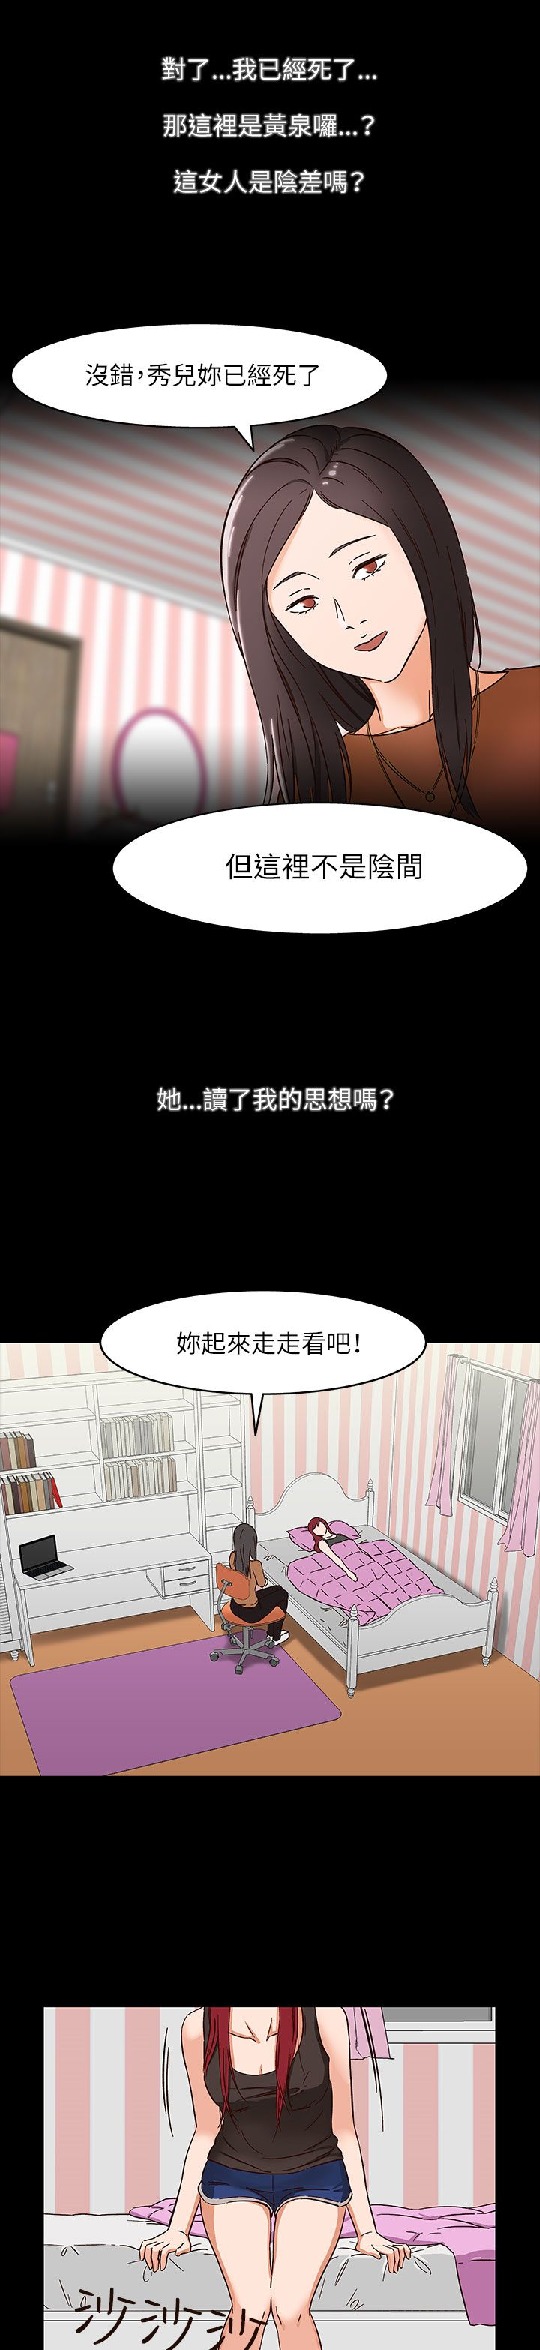 對了...我已經死了...
那這裡是黃泉囉...?
這女人是陰差嗎?
沒錯,秀兒妳已經死了
但這裡不是陰間
她...讀了我的思想嗎?
妳起來走走看吧!
沙沙沙